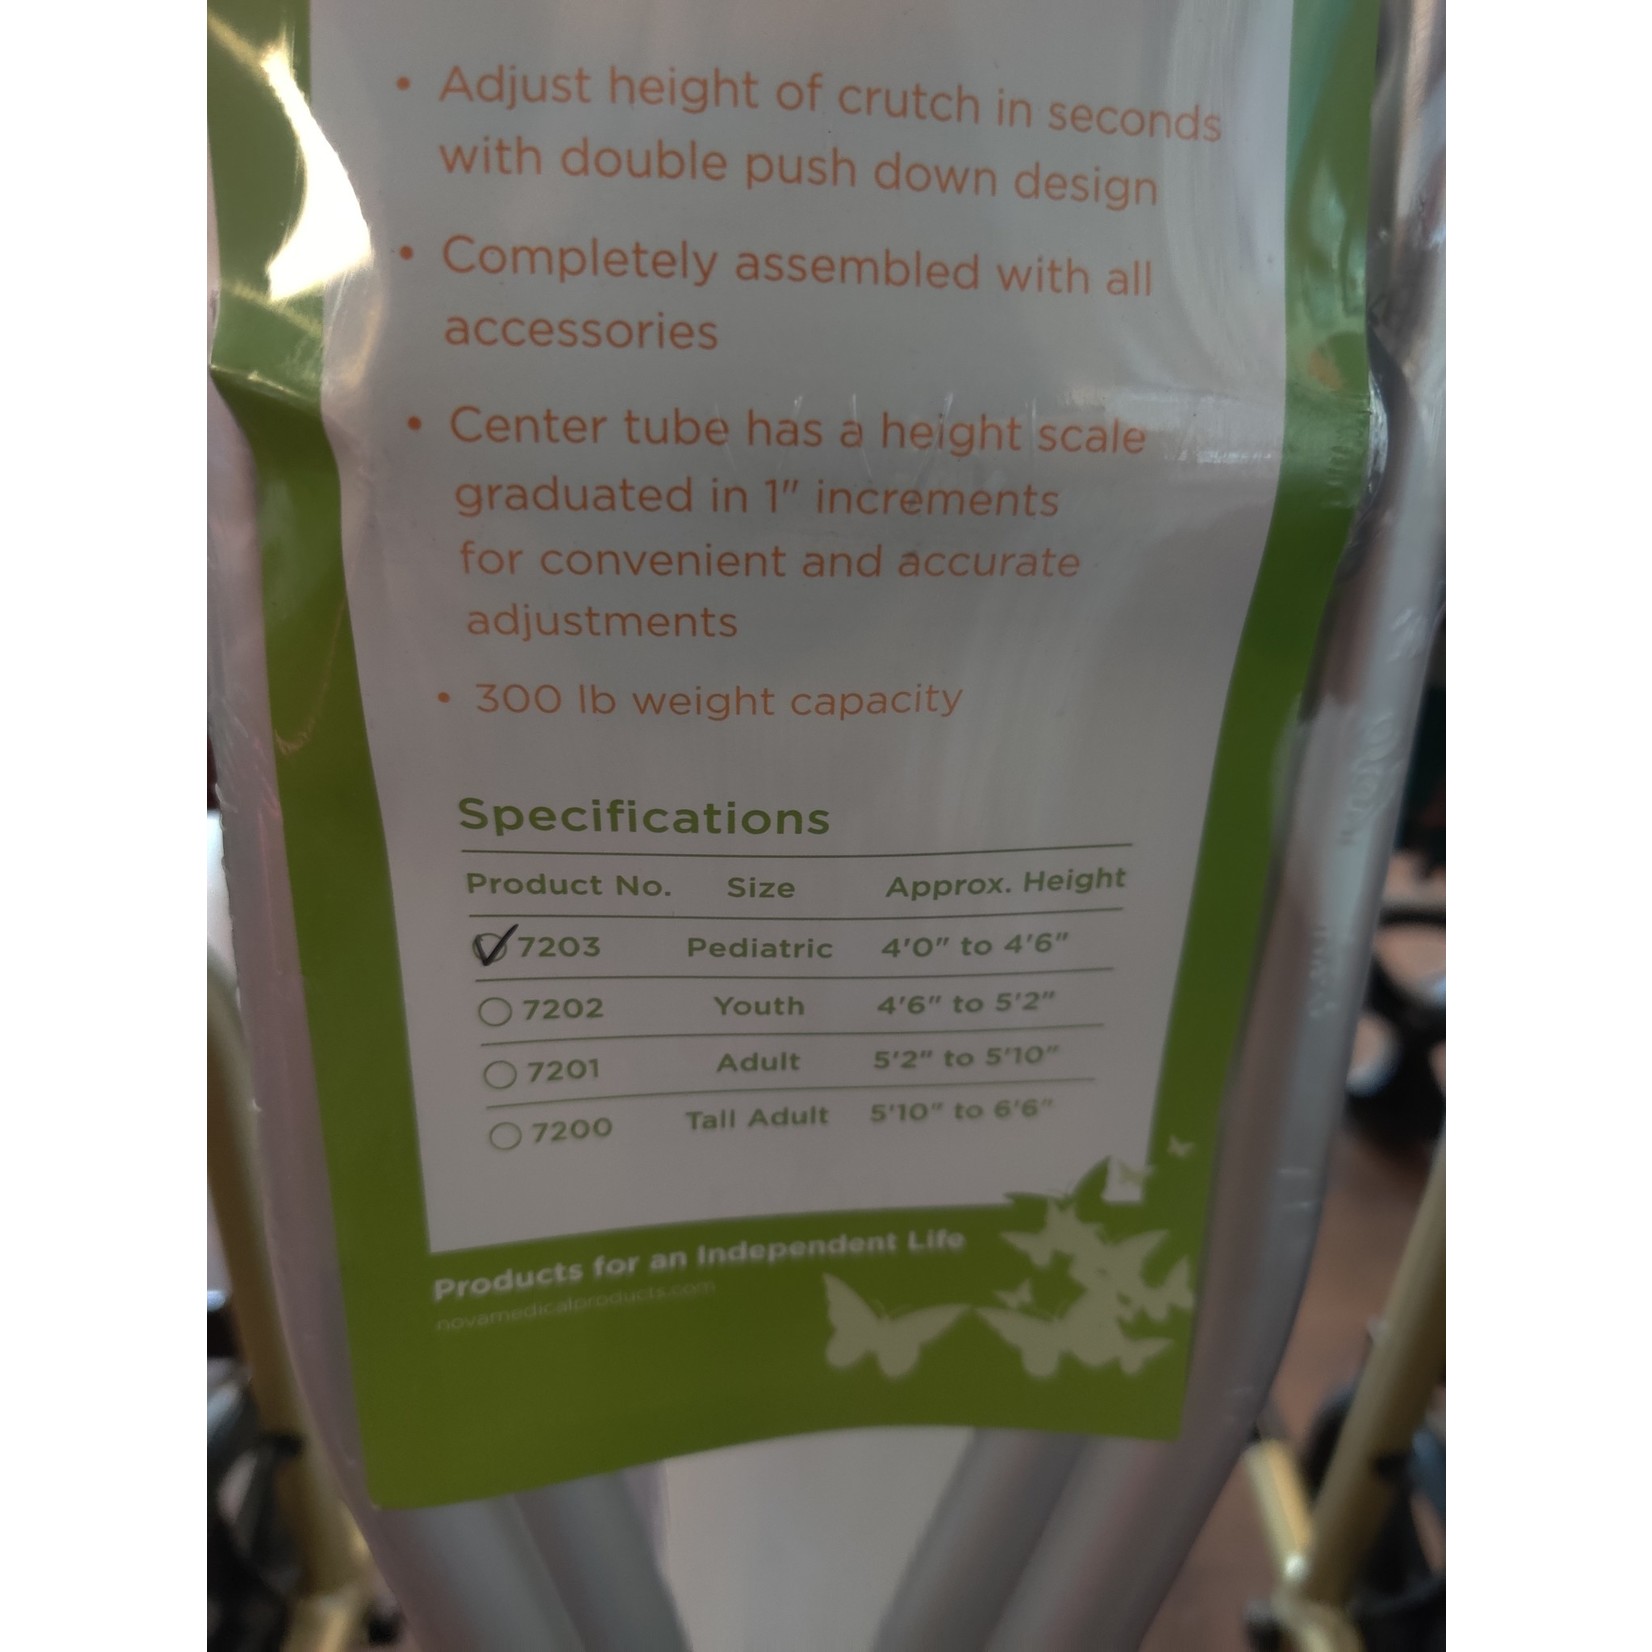 • Adjust height of crutch in seconds
with double push down design
• Completely assembled with all
accessories
• Center tube has a height scale
graduated in 1" increments
for convenient and accurate
adjustments
• 300 lb weight capacity
Specifications
Product No. Size Approx. Height
7203 Pediatric 4'0" to 4'6"
7202 Youth 4'6" to 5'2"
7201 Adult 5'2" to 5'10"
7200 Tall Adult 5'10" to 6'6"
Products for an Independent Life
novamedicalproducts.com